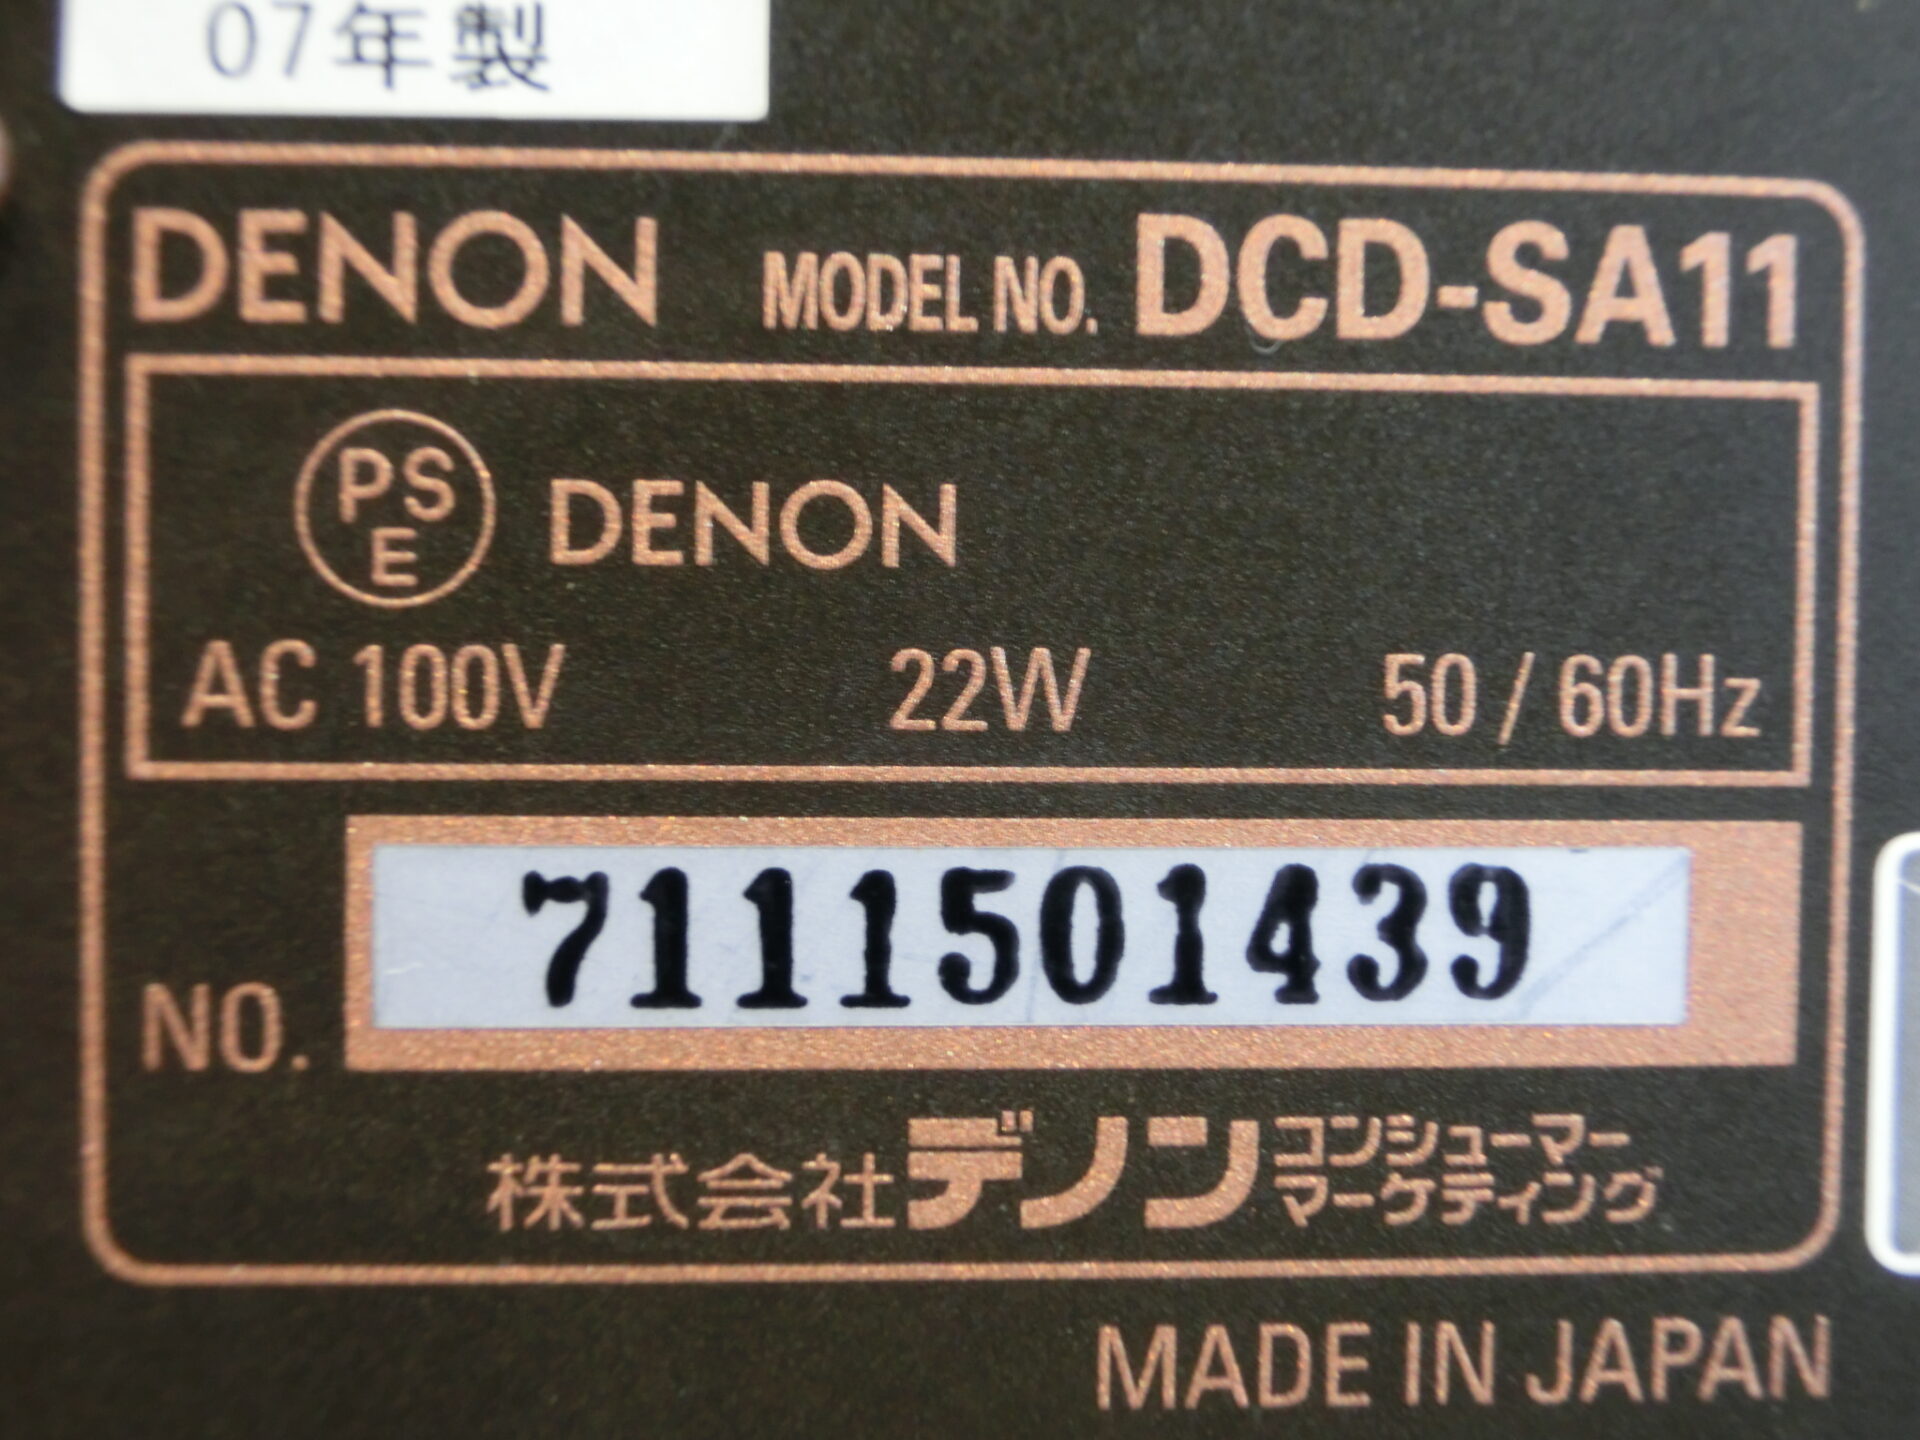 07年製
DENON MODEL NO. DCD-SA11
PS
E
DENON
AC 100V 22W 50 / 60Hz
NO. 7111501439
株式会社デノン コンシューマー
マーケティング
MADE IN JAPAN